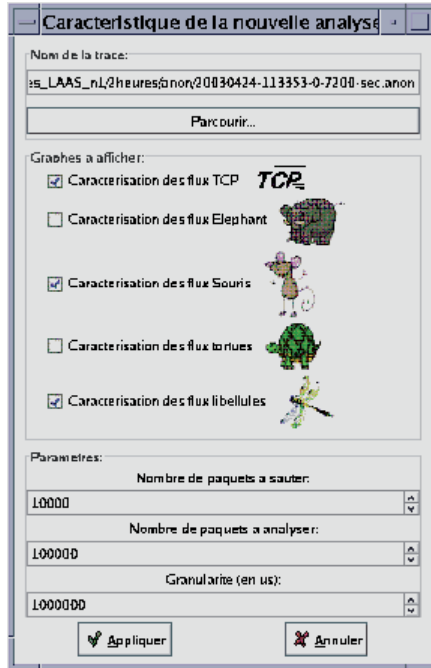 Caracteristique de la nouvelle analyse
Nom de la trace:
es_LAAS_n1/2heures/anon/20030424-113353-0-7200-sec.anon
Parcourir...
Graphes a afficher:
Caracterisation des flux TCP TCP
Caracterisation des flux Elephant
Caracterisation des flux Souris
Caracterisation des flux tortues
Caracterisation des flux libellules
Parametres:
Nombre de paquets a sauter:
10000
Nombre de paquets a analyser:
100000
Granularite (en us):
1000000
Appliquer Annuler